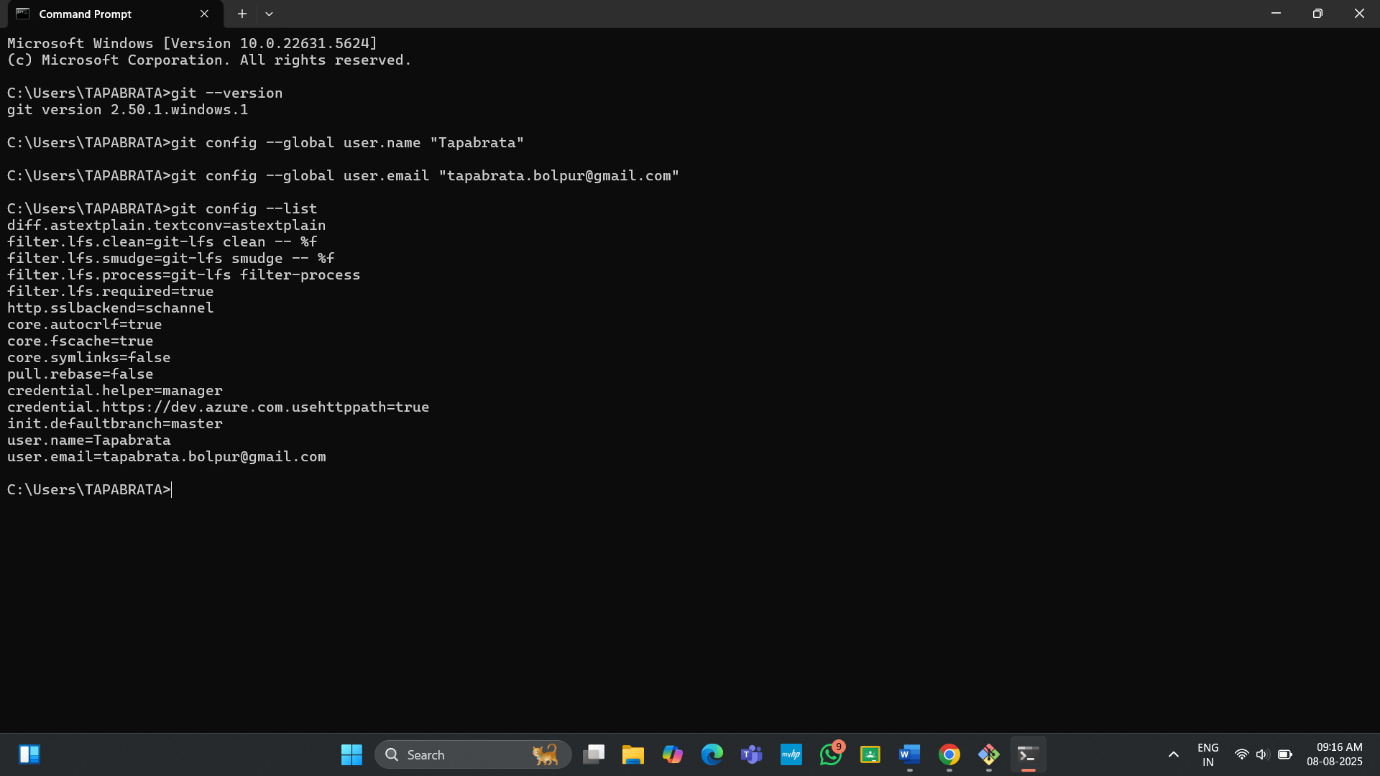 Command Prompt
Microsoft Windows [Version 10.0.22631.5624]
(c) Microsoft Corporation. All rights reserved.
C:\Users\TAPABRATA>git --version
git version 2.50.1.windows.1
C:\Users\TAPABRATA>git config --global user.name "Tapabrata"
C:\Users\TAPABRATA>git config --global user.email "tapabrata.bolpur@gmail.com"
C:\Users\TAPABRATA>git config --list
diff.astextplain.textconv=astextplain
filter.lfs.clean=git-lfs clean -- %f
filter.lfs.smudge=git-lfs smudge -- %f
filter.lfs.process=git-lfs filter-process
filter.lfs.required=true
http.sslbackend=schannel
core.autocrlf=true
core.fscache=true
core.symlinks=false
pull.rebase=false
credential.helper=manager
credential.https://dev.azure.com.usehttppath=true
init.defaultbranch=master
user.name=Tapabrata
user.email=tapabrata.bolpur@gmail.com
C:\Users\TAPABRATA>
Search
myhp
9
ENG
IN
09:16 AM
08-08-2025